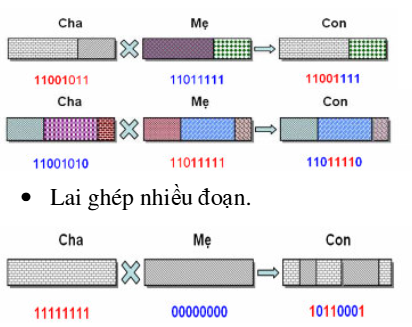 Cha Mẹ Con
11001011 11011111 11001111
Cha Mẹ Con
11001010 11011111 11011110
• Lai ghép nhiều đoạn.
Cha Mẹ Con
11111111 00000000 10110001